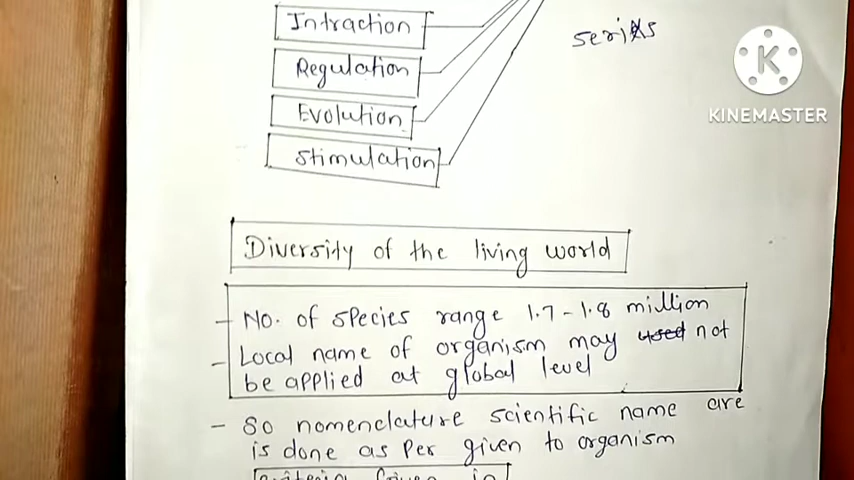 Intraction
seris
Regulation
KINEMASTER
Evolution
Stimulation
Diversity of the living world
- No. of species range 1.7 - 1.8 million
- Local name of organism may used not
be applied at global level
- So nomenclature scientific name are
is done as per given to organism